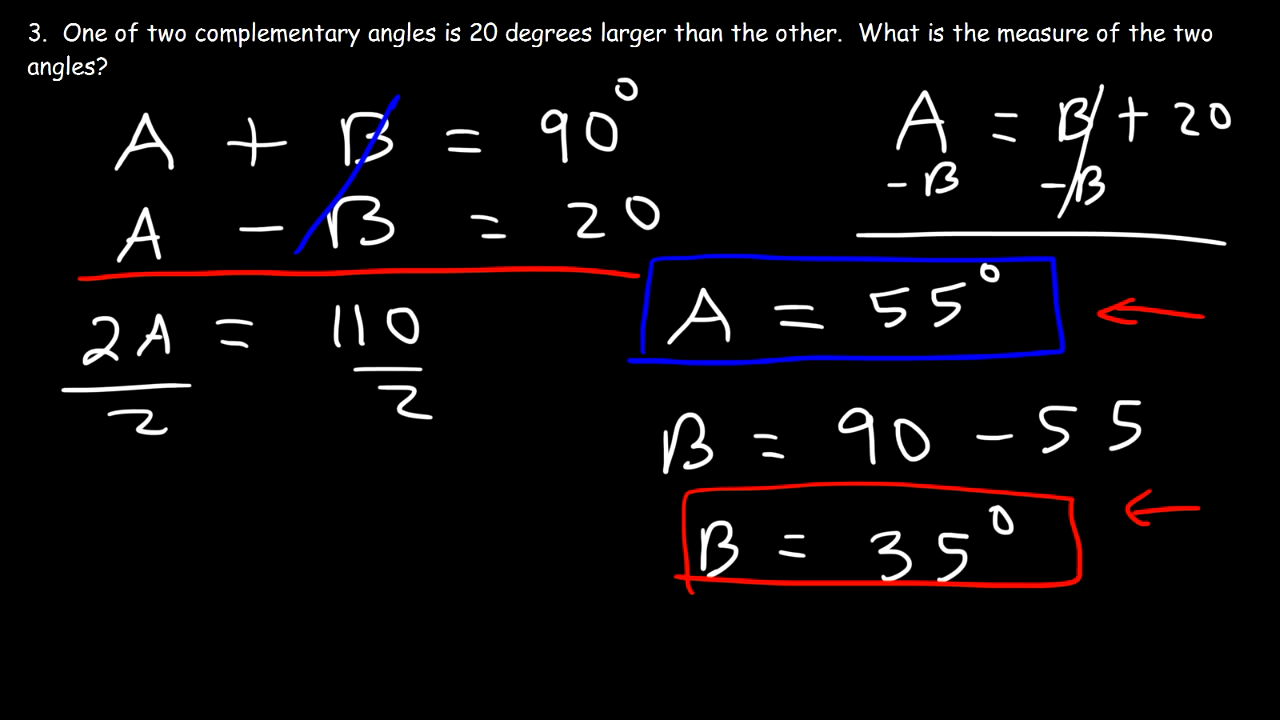 3. One of two complementary angles is 20 degrees larger than the other. What is the measure of the two
angles?
A + B = 90°
A - B = 20
2A = 110
2 2
A = B + 20
- B - B
A = 55°
B = 90 - 55
B = 35°